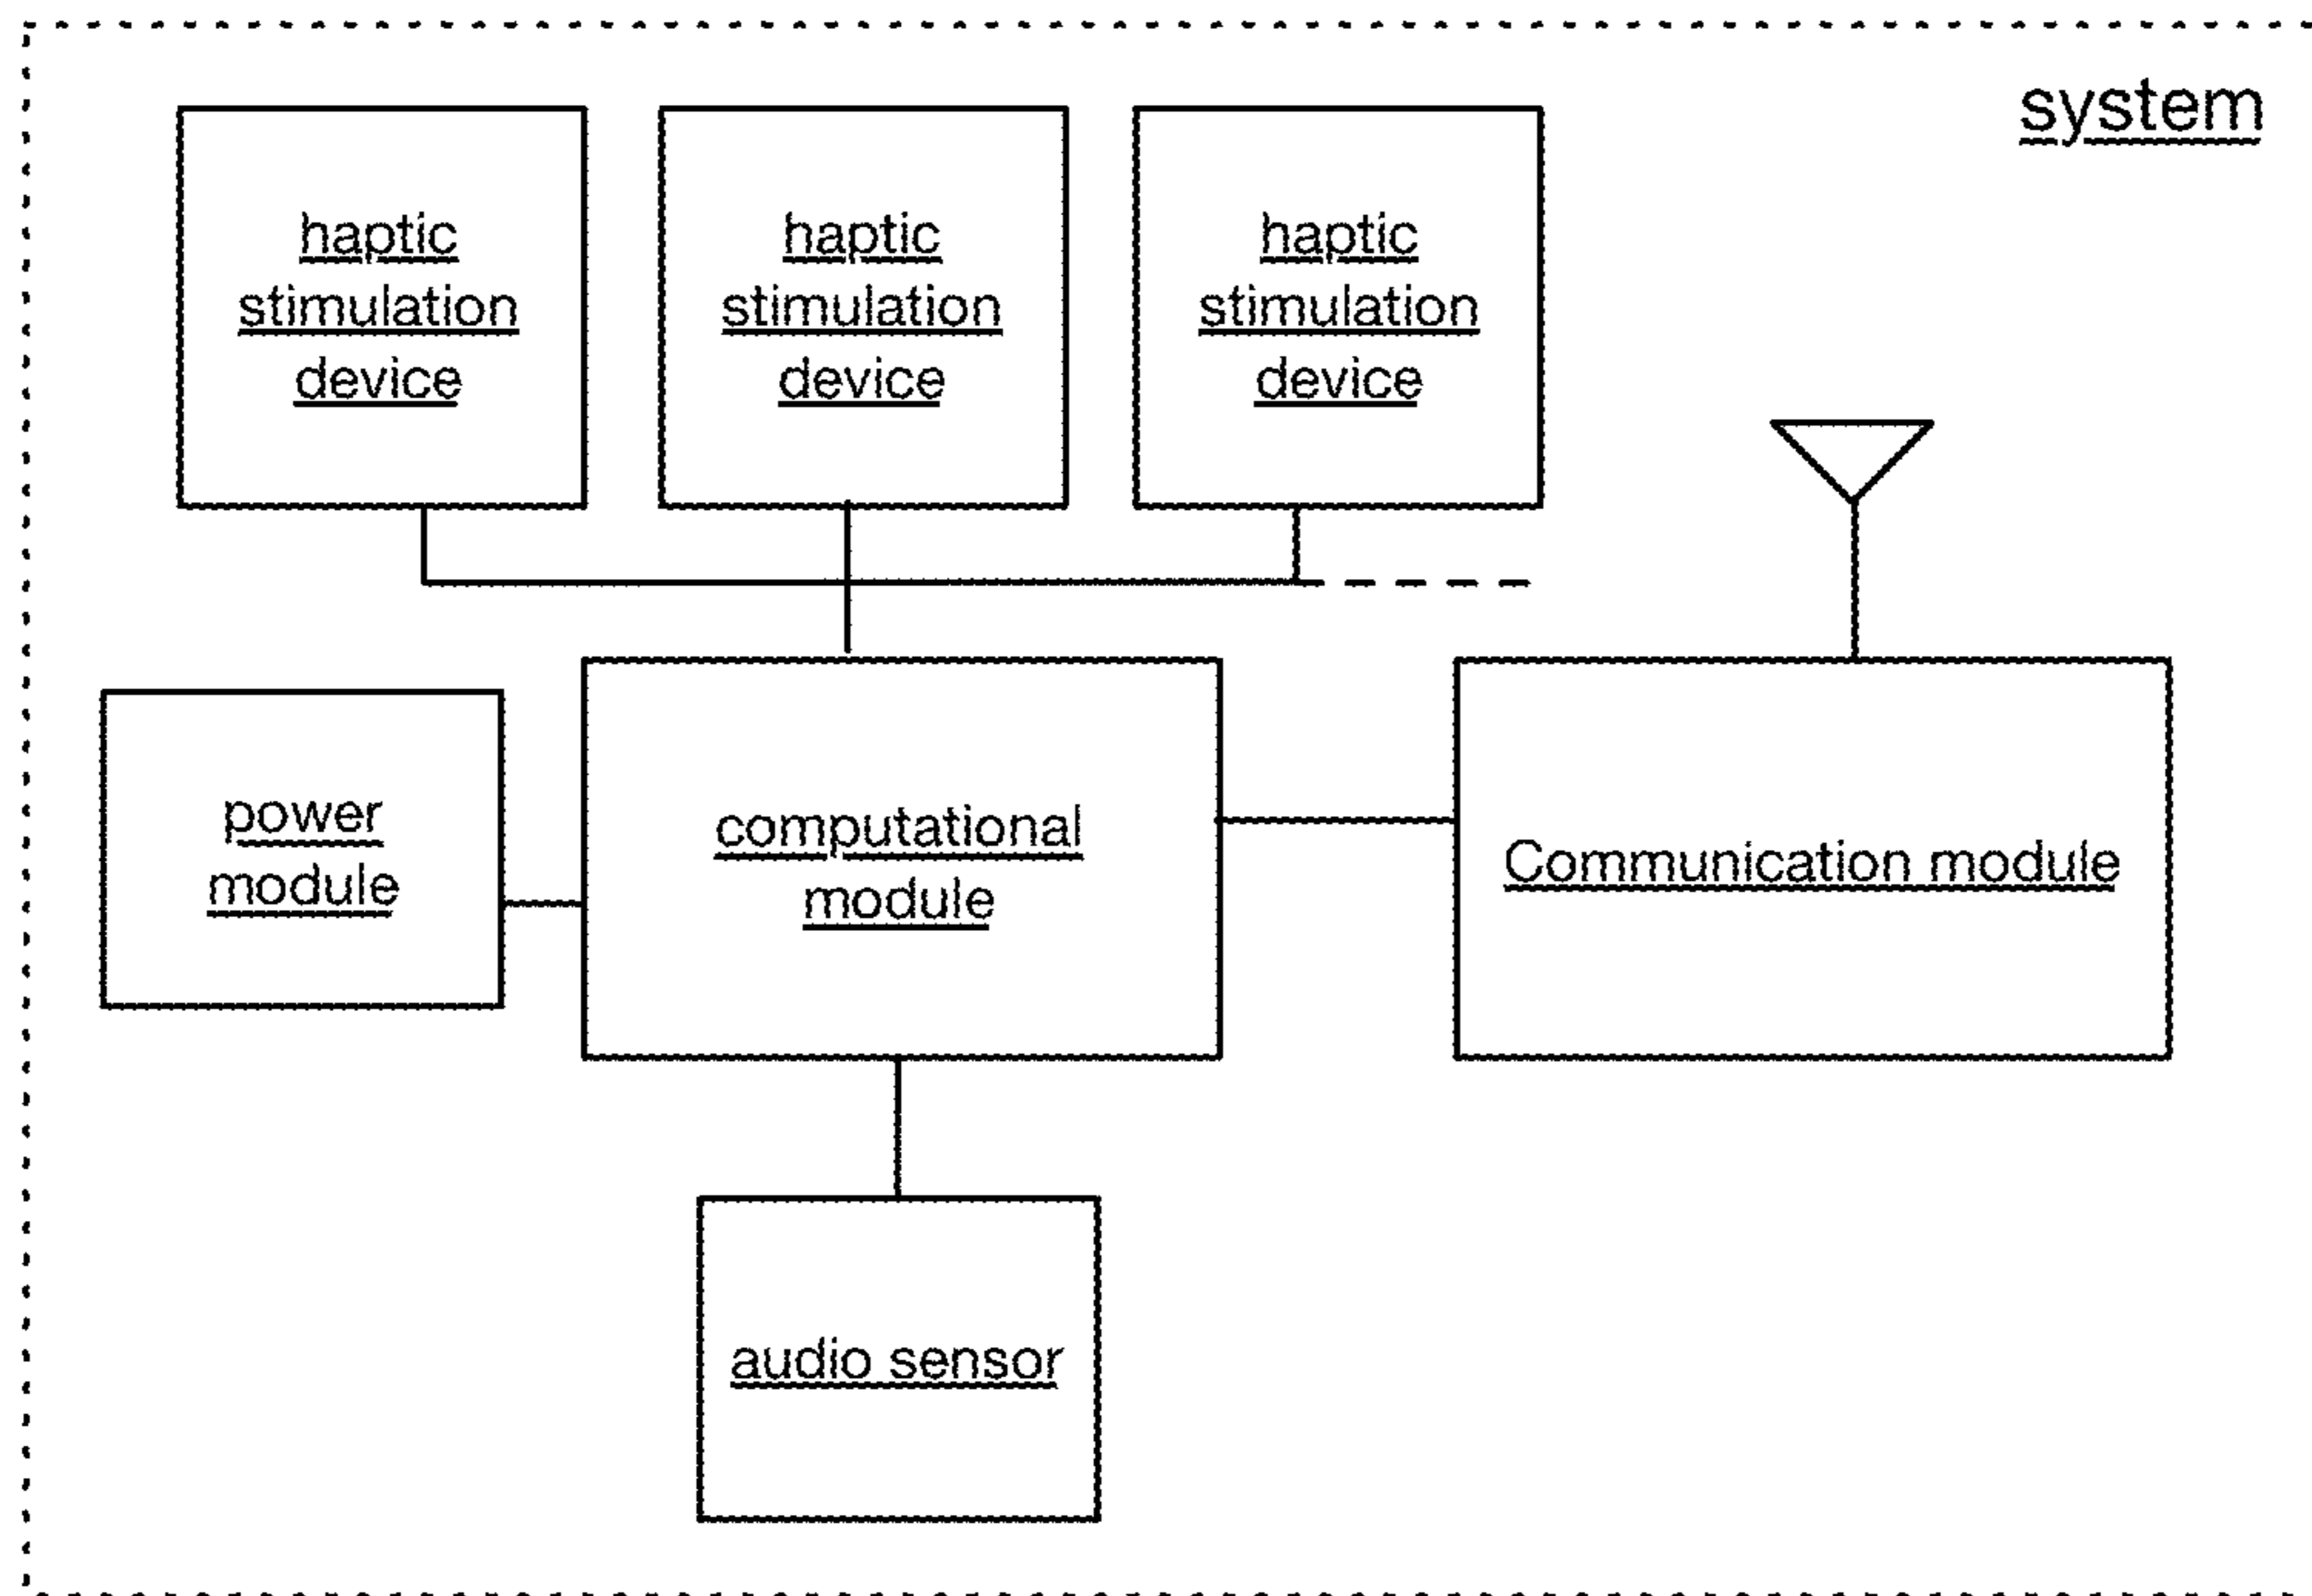 system
haptic
stimulation
device
haptic
stimulation
device
haptic
stimulation
device
power
module
computational
module
Communication module
audio sensor